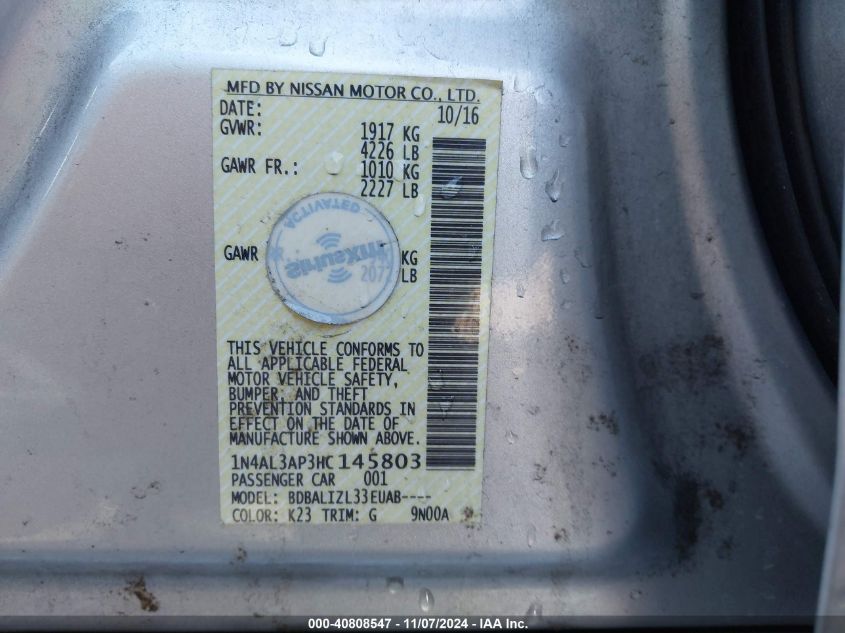 MFD BY NISSAN MOTOR CO., LTD.
DATE: 10/16
GVWR: 1917 KG
4226 LB
GAWR FR.: 1010 KG
2227 LB
ACTIVATED
SiriusXm
GAWR KG
207 LB
THIS VEHICLE CONFORMS TO
ALL APPLICABLE FEDERAL
MOTOR VEHICLE SAFETY,
BUMPER, AND THEFT
PREVENTION STANDARDS IN
EFFECT ON THE DATE OF
MANUFACTURE SHOWN ABOVE.
1N4AL3AP3HC145803
PASSENGER CAR 001
MODEL: BDBALIZL33EUAB----
COLOR: K23 TRIM: G 9N00A
000-40808547 - 11/07/2024 - IAA Inc.